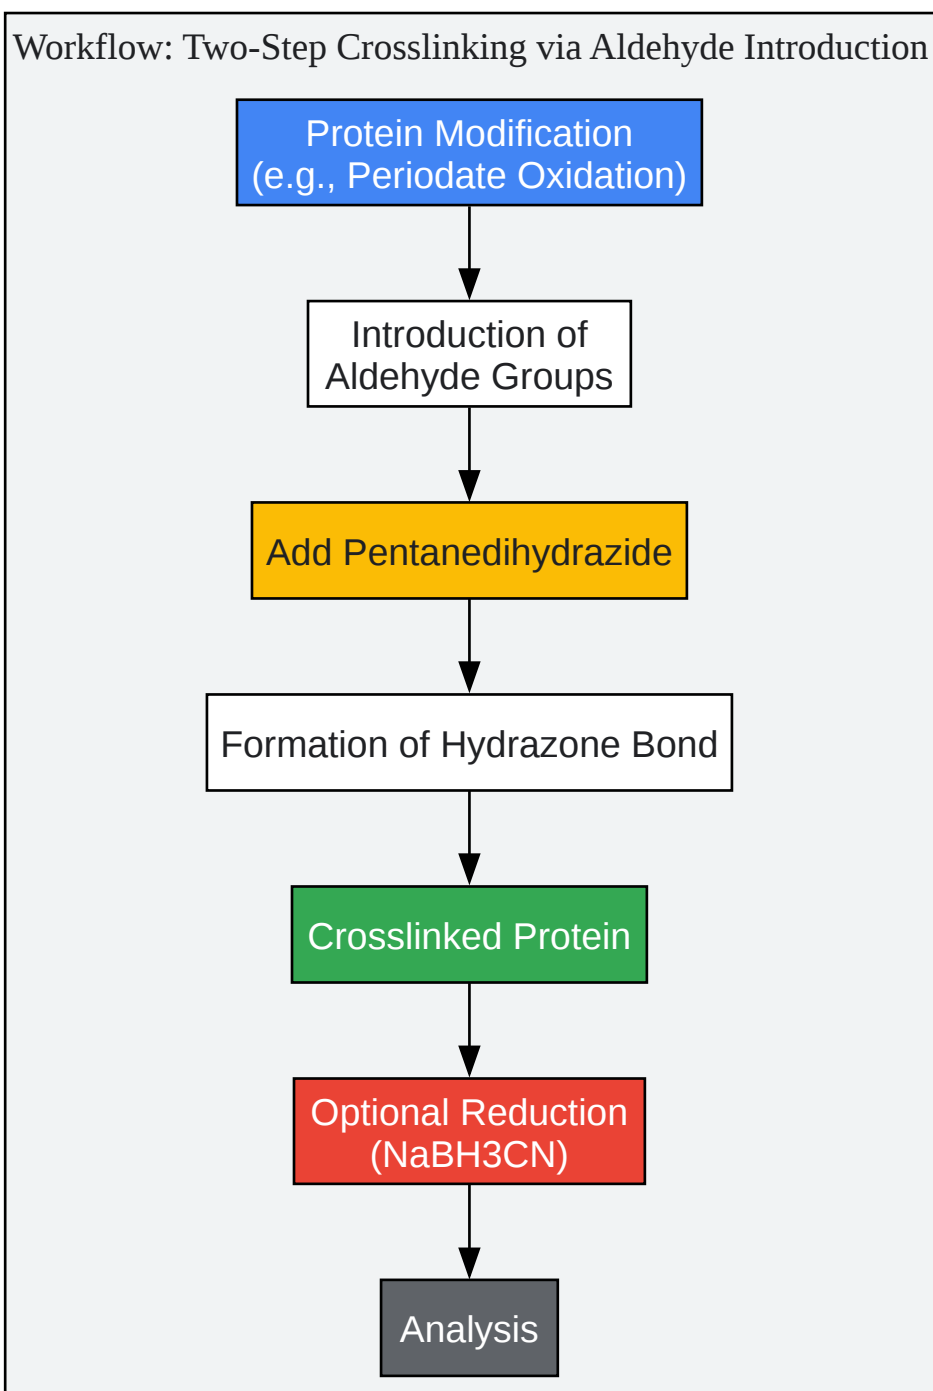 Workflow: Two-Step Crosslinking via Aldehyde Introduction
Protein Modification
(e.g., Periodate Oxidation)
Introduction of
Aldehyde Groups
Add Pentanedihydrazide
Formation of Hydrazone Bond
Crosslinked Protein
Optional Reduction
(NaBH3CN)
Analysis